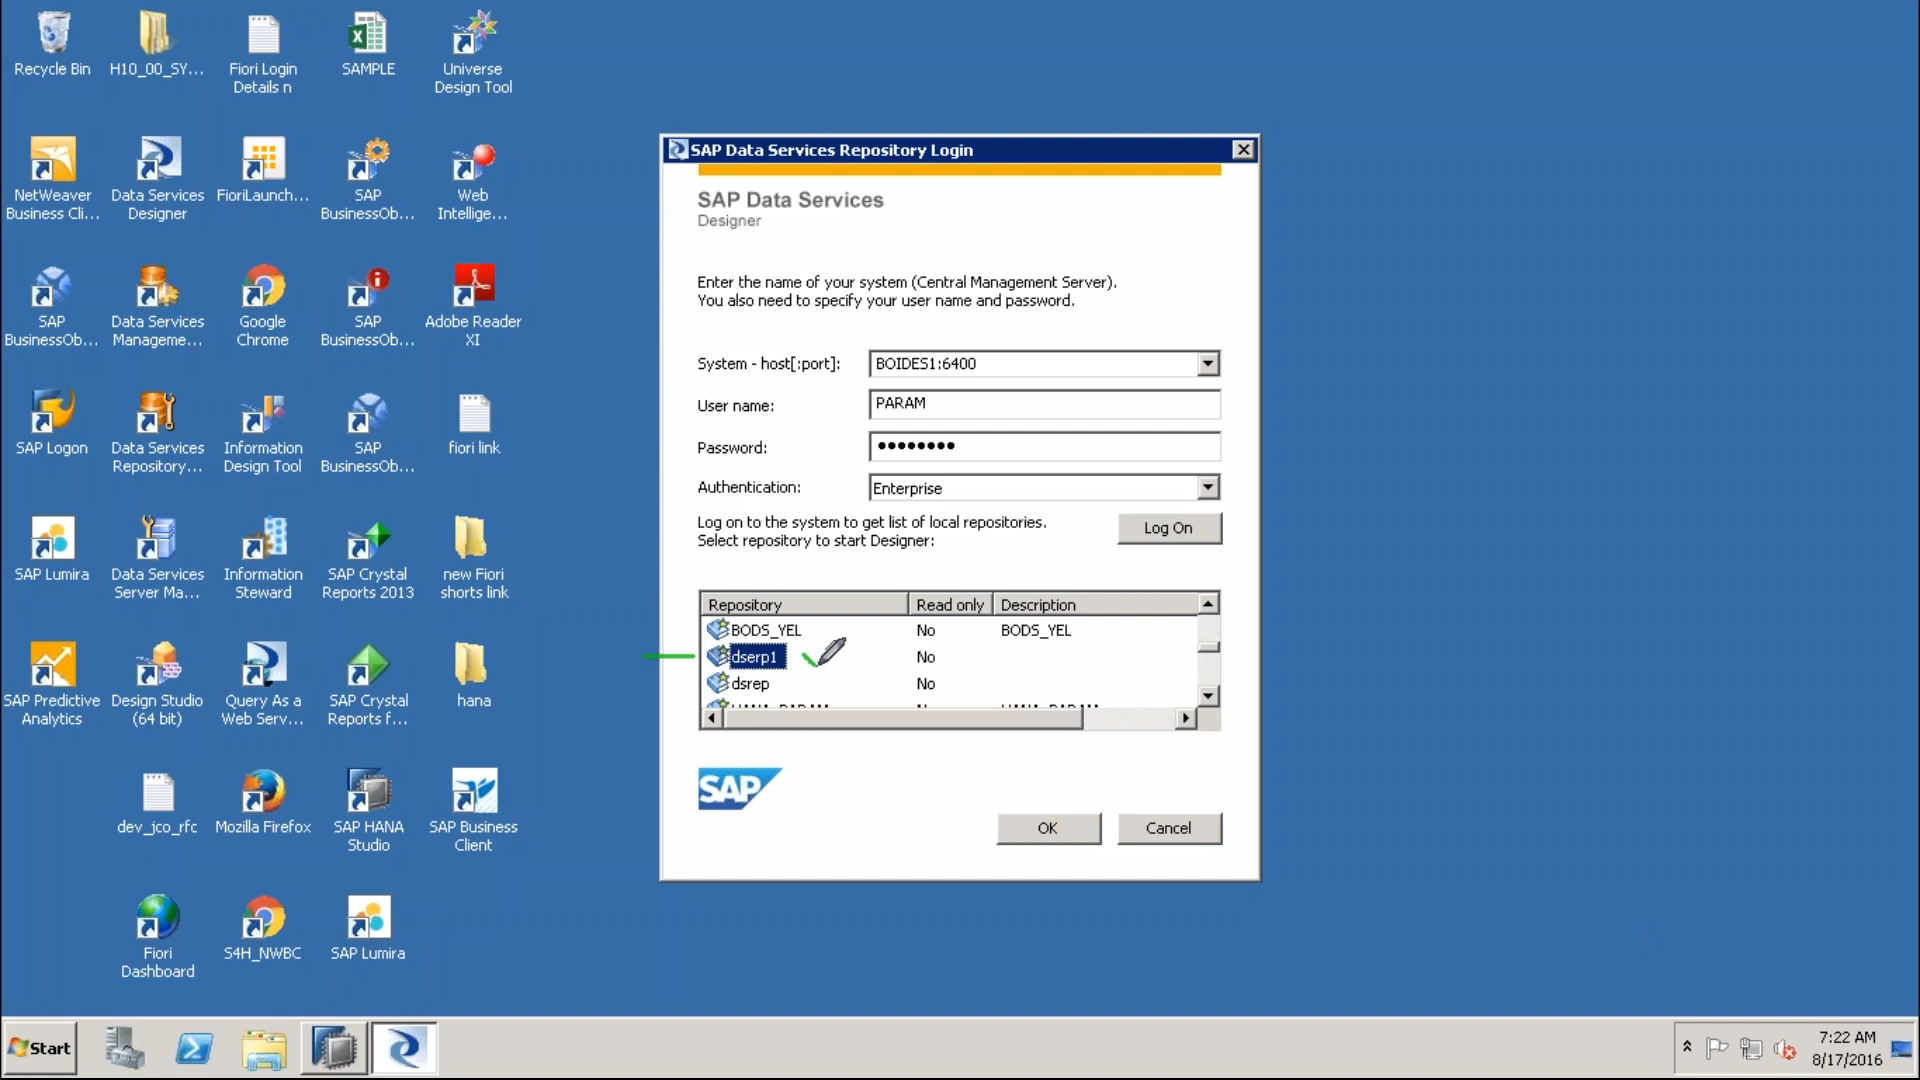 Recycle Bin
H10_00_SY...
Fiori Login
Details n
SAMPLE
Universe
Design Tool
NetWeaver
Business Cli...
Data Services
Designer
FioriLaunch...
SAP
BusinessOb...
Web
Intellige...
SAP
BusinessOb...
Data Services
Manageme...
Google
Chrome
SAP
BusinessOb...
Adobe Reader
XI
SAP Logon
Data Services
Repository...
Information
Design Tool
SAP
BusinessOb...
fiori link
SAP Lumira
Data Services
Server Ma...
Information
Steward
SAP Crystal
Reports 2013
new Fiori
shorts link
SAP Predictive
Analytics
Design Studio
(64 bit)
Query As a
Web Serv...
SAP Crystal
Reports f...
hana
dev_jco_rfc
Mozilla Firefox
SAP HANA
Studio
SAP Business
Client
Fiori
Dashboard
S4H_NWBC
SAP Lumira
SAP Data Services Repository Login
SAP Data Services
Designer
Enter the name of your system (Central Management Server).
You also need to specify your user name and password.
System - host[:port]: BOIDES1:6400
User name: PARAM
Password: ••••••••
Authentication: Enterprise
Log on to the system to get list of local repositories.
Select repository to start Designer:
Log On
Repository Read only Description
BODS_YEL No BODS_YEL
dserp1 No
dsrep No
SAP
OK Cancel
Start
7:22 AM
8/17/2016